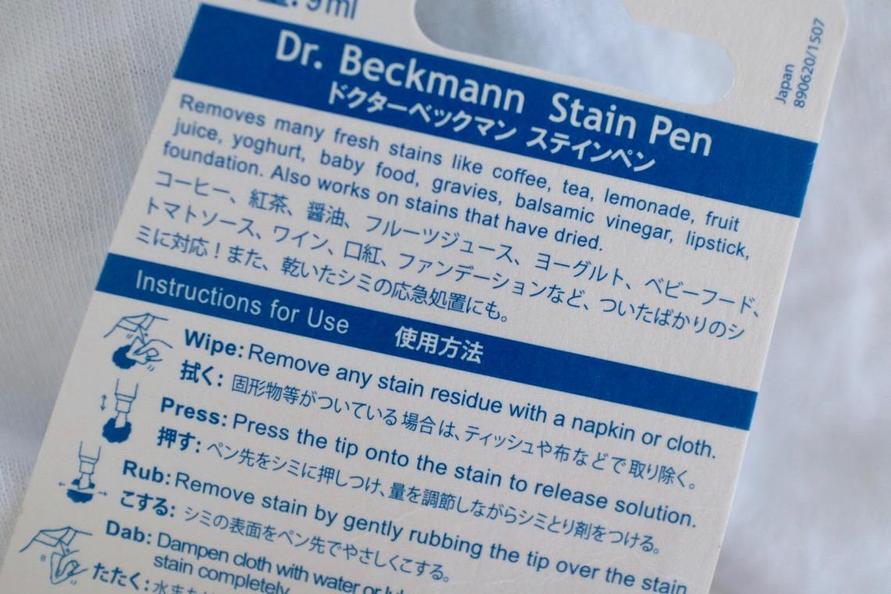 9ml
Japan
890620/1507
Dr. Beckmann Stain Pen
ドクターベックマン ステインペン
Removes many fresh stains like coffee, tea, lemonade, fruit
juice, yoghurt, baby food, gravies, balsamic vinegar, lipstick,
foundation. Also works on stains that have dried.
コーヒー、紅茶、醤油、フルーツジュース、ヨーグルト、ベビーフード、
トマトソース、ワイン、口紅、ファンデーションなど、ついたばかりのシ
ミに対応！また、乾いたシミの応急処置にも。
Instructions for Use 使用方法
Wipe: Remove any stain residue with a napkin or cloth.
拭く: 固形物等がついている場合は、ティッシュや布などで取り除く。
Press: Press the tip onto the stain to release solution.
押す: ペン先をシミに押しつけ、量を調節しながらシミとり剤をつける。
Rub: Remove stain by gently rubbing the tip over the stain
こする: シミの表面をペン先でやさしくこする。
Dab: Dampen cloth with water or
stain completely
たたく: 水